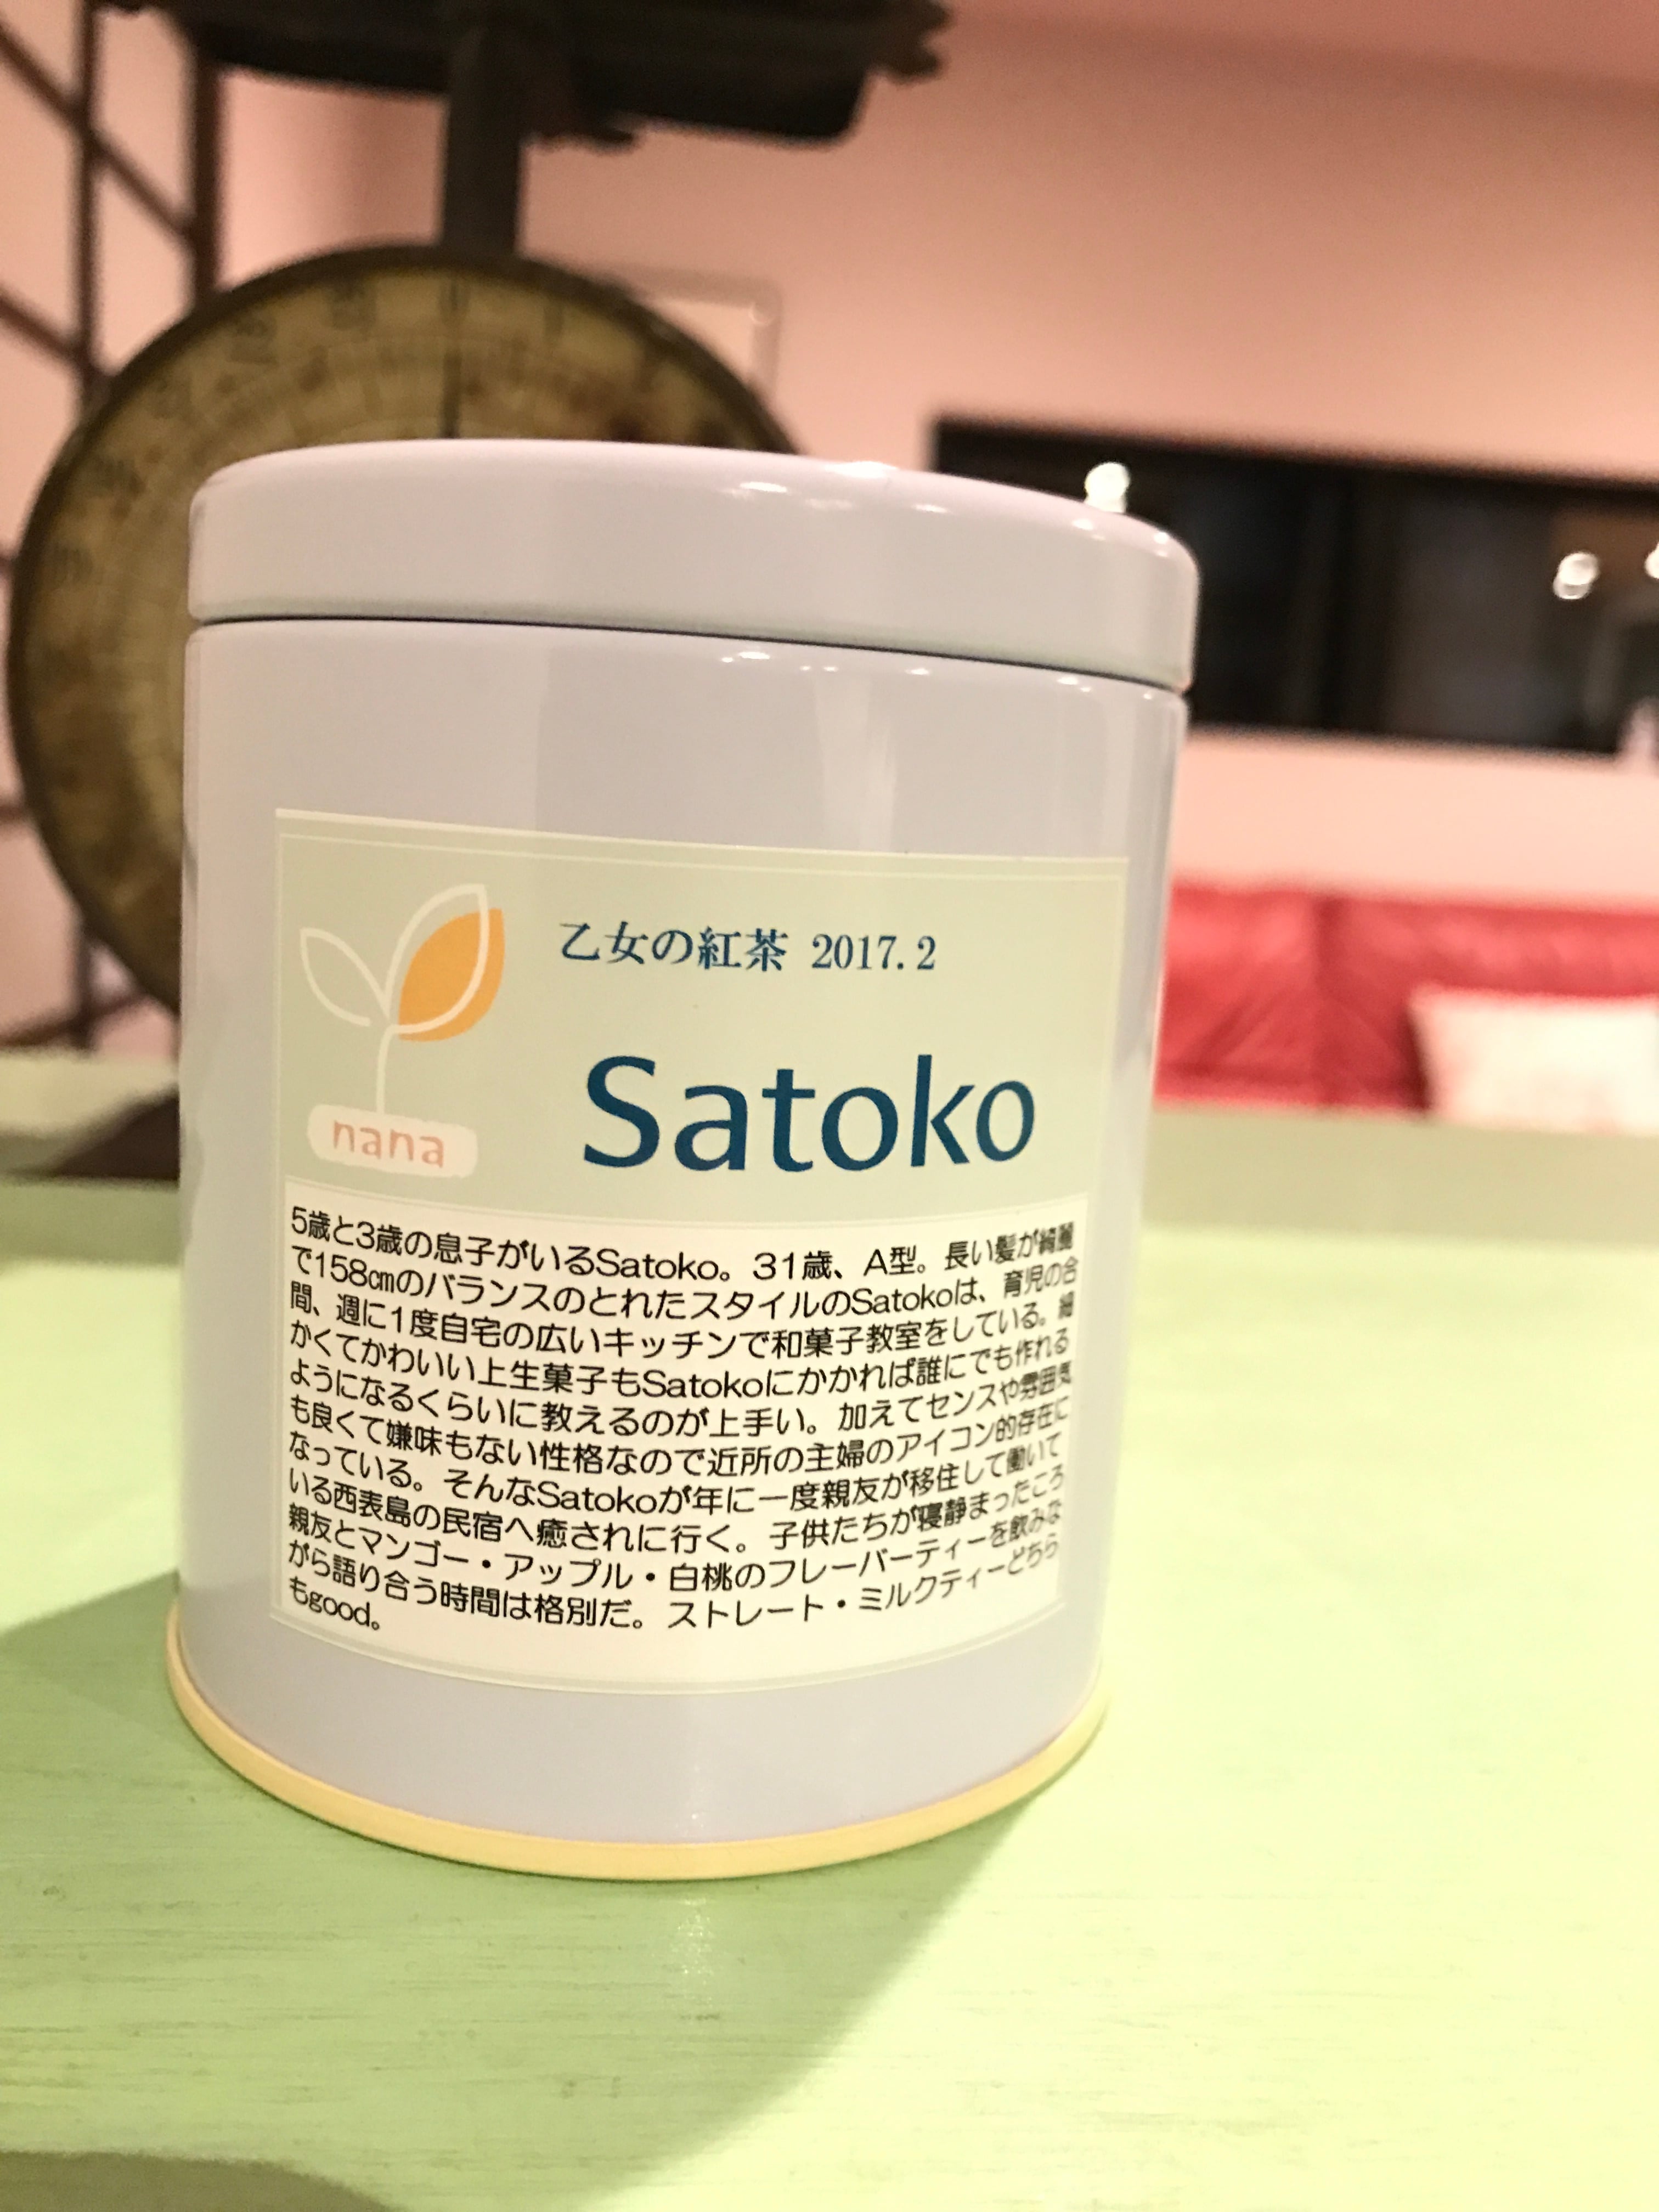 乙女の紅茶 2017.2
Satoko
nana
5歳と3歳の息子がいるSatoko。31歳、A型。長い髪が綺麗
で158㎝のバランスのとれたスタイルのSatokoは、育児の合
間、週に1度自宅の広いキッチンで和菓子教室をしている。細
かくてかわいい上生菓子もSatokoにかかれば誰にでも作れる
ようになるくらいに教えるのが上手い。加えてセンスや雰囲気
も良くて嫌味もない性格なので近所の主婦のアイコン的存在に
なっている。そんなSatokoが年に一度親友が移住して働いて
いる西表島の民宿へ癒されに行く。子供たちが寝静まったころ
親友とマンゴー・アップル・白桃のフレーバーティーを飲みな
がら語り合う時間は格別だ。ストレート・ミルクティーどちら
もgood。